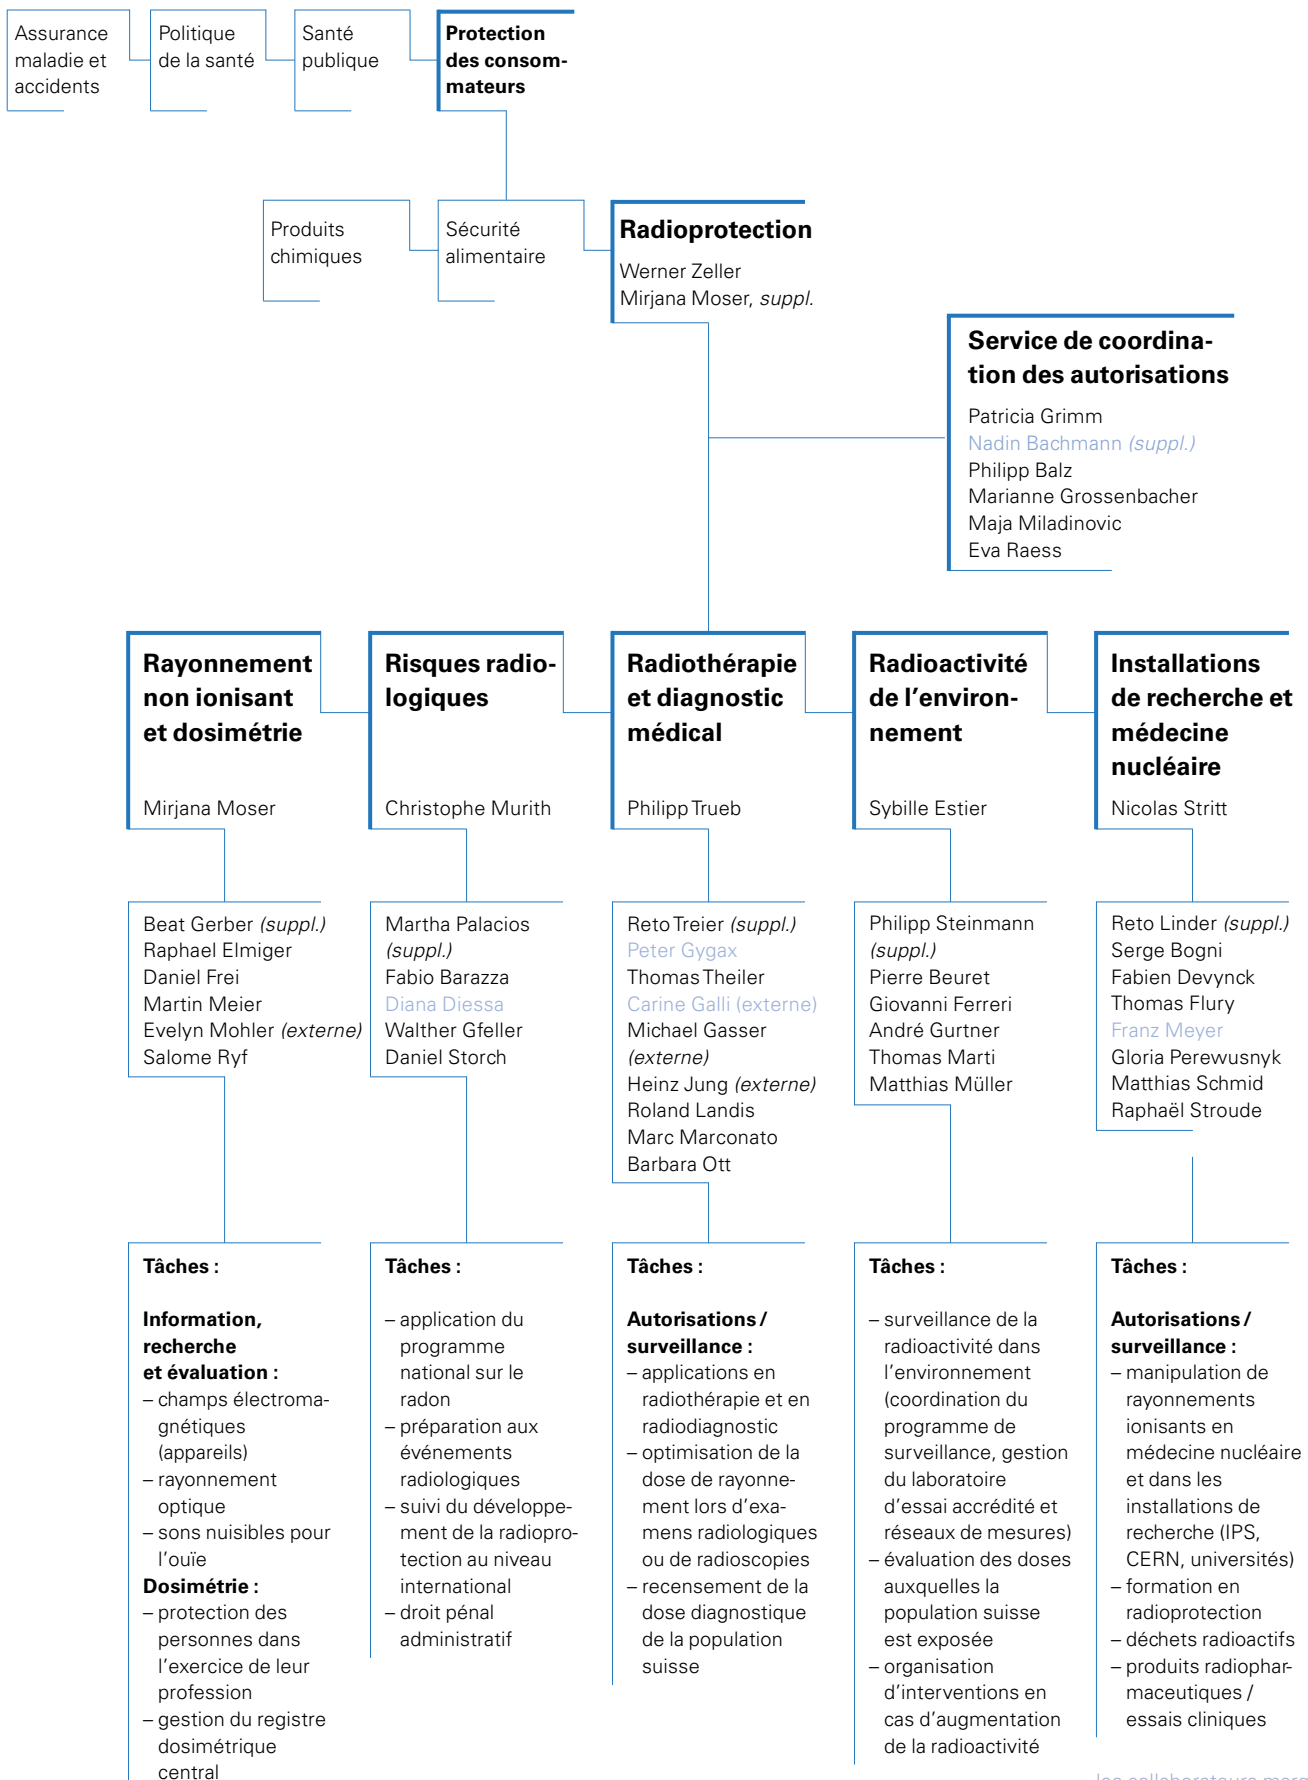 Assurance
maladie et
accidents
Politique
de la santé
Santé
publique
Protection
des consom-
mateurs
Produits
chimiques
Sécurité
alimentaire
Radioprotection
Werner Zeller
Mirjana Moser, suppl.
Service de coordina-
tion des autorisations
Patricia Grimm
Nadin Bachmann (suppl.)
Philipp Balz
Marianne Grossenbacher
Maja Miladinovic
Eva Raess
Rayonnement
non ionisant
et dosimétrie
Mirjana Moser
Risques radio-
logiques
Christophe Murith
Radiothérapie
et diagnostic
médical
Philipp Trueb
Radioactivité
de l'environ-
nement
Sybille Estier
Installations
de recherche et
médecine
nucléaire
Nicolas Stritt
Beat Gerber (suppl.)
Raphael Elmiger
Daniel Frei
Martin Meier
Evelyn Mohler (externe)
Salome Ryf
Martha Palacios
(suppl.)
Fabio Barazza
Diana Diessa
Walther Gfeller
Daniel Storch
Reto Treier (suppl.)
Peter Gygax
Thomas Theiler
Carine Galli (externe)
Michael Gasser
(externe)
Heinz Jung (externe)
Roland Landis
Marc Marconato
Barbara Ott
Philipp Steinmann
(suppl.)
Pierre Beuret
Giovanni Ferreri
André Gurtner
Thomas Marti
Matthias Müller
Reto Linder (suppl.)
Serge Bogni
Fabien Devynck
Thomas Flury
Franz Meyer
Gloria Perewusnyk
Matthias Schmid
Raphaël Stroude
Tâches :
Information,
recherche
et évaluation :
– champs électroma-
gnétiques
(appareils)
– rayonnement
optique
– sons nuisibles pour
l'ouïe
Dosimétrie :
– protection des
personnes dans
l'exercice de leur
profession
– gestion du registre
dosimétrique
central
Tâches :
– application du
programme
national sur le
radon
– préparation aux
événements
radiologiques
– suivi du développe-
ment de la radiopro-
tection au niveau
international
– droit pénal
administratif
Tâches :
Autorisations /
surveillance :
– applications en
radiothérapie et en
radiodiagnostic
– optimisation de la
dose de rayonne-
ment lors d'exa-
mens radiologiques
ou de radioscopies
– recensement de la
dose diagnostique
de la population
suisse
Tâches :
– surveillance de la
radioactivité dans
l'environnement
(coordination du
programme de
surveillance, gestion
du laboratoire
d'essai accrédité et
réseaux de mesures)
– évaluation des doses
auxquelles la
population suisse
est exposée
– organisation
d'interventions en
cas d'augmentation
de la radioactivité
Tâches :
Autorisations /
surveillance :
– manipulation de
rayonnements
ionisants en
médecine nucléaire
et dans les
installations de
recherche (IPS,
CERN, universités)
– formation en
radioprotection
– déchets radioactifs
– produits radiophar-
maceutiques /
essais cliniques